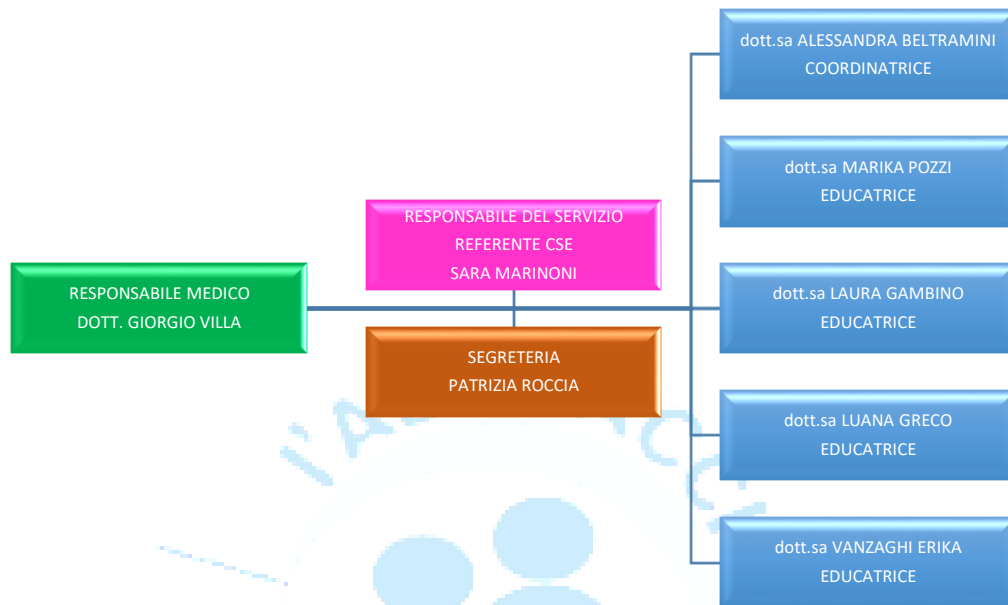 RESPONSABILE MEDICO
DOTT. GIORGIO VILLA
RESPONSABILE DEL SERVIZIO
REFERENTE CSE
SARA MARINONI
SEGRETERIA
PATRIZIA ROCCIA
dott.sa ALESSANDRA BELTRAMINI
COORDINATRICE
dott.sa MARIKA POZZI
EDUCATRICE
dott.sa LAURA GAMBINO
EDUCATRICE
dott.sa LUANA GRECO
EDUCATRICE
dott.sa VANZAGHI ERIKA
EDUCATRICE